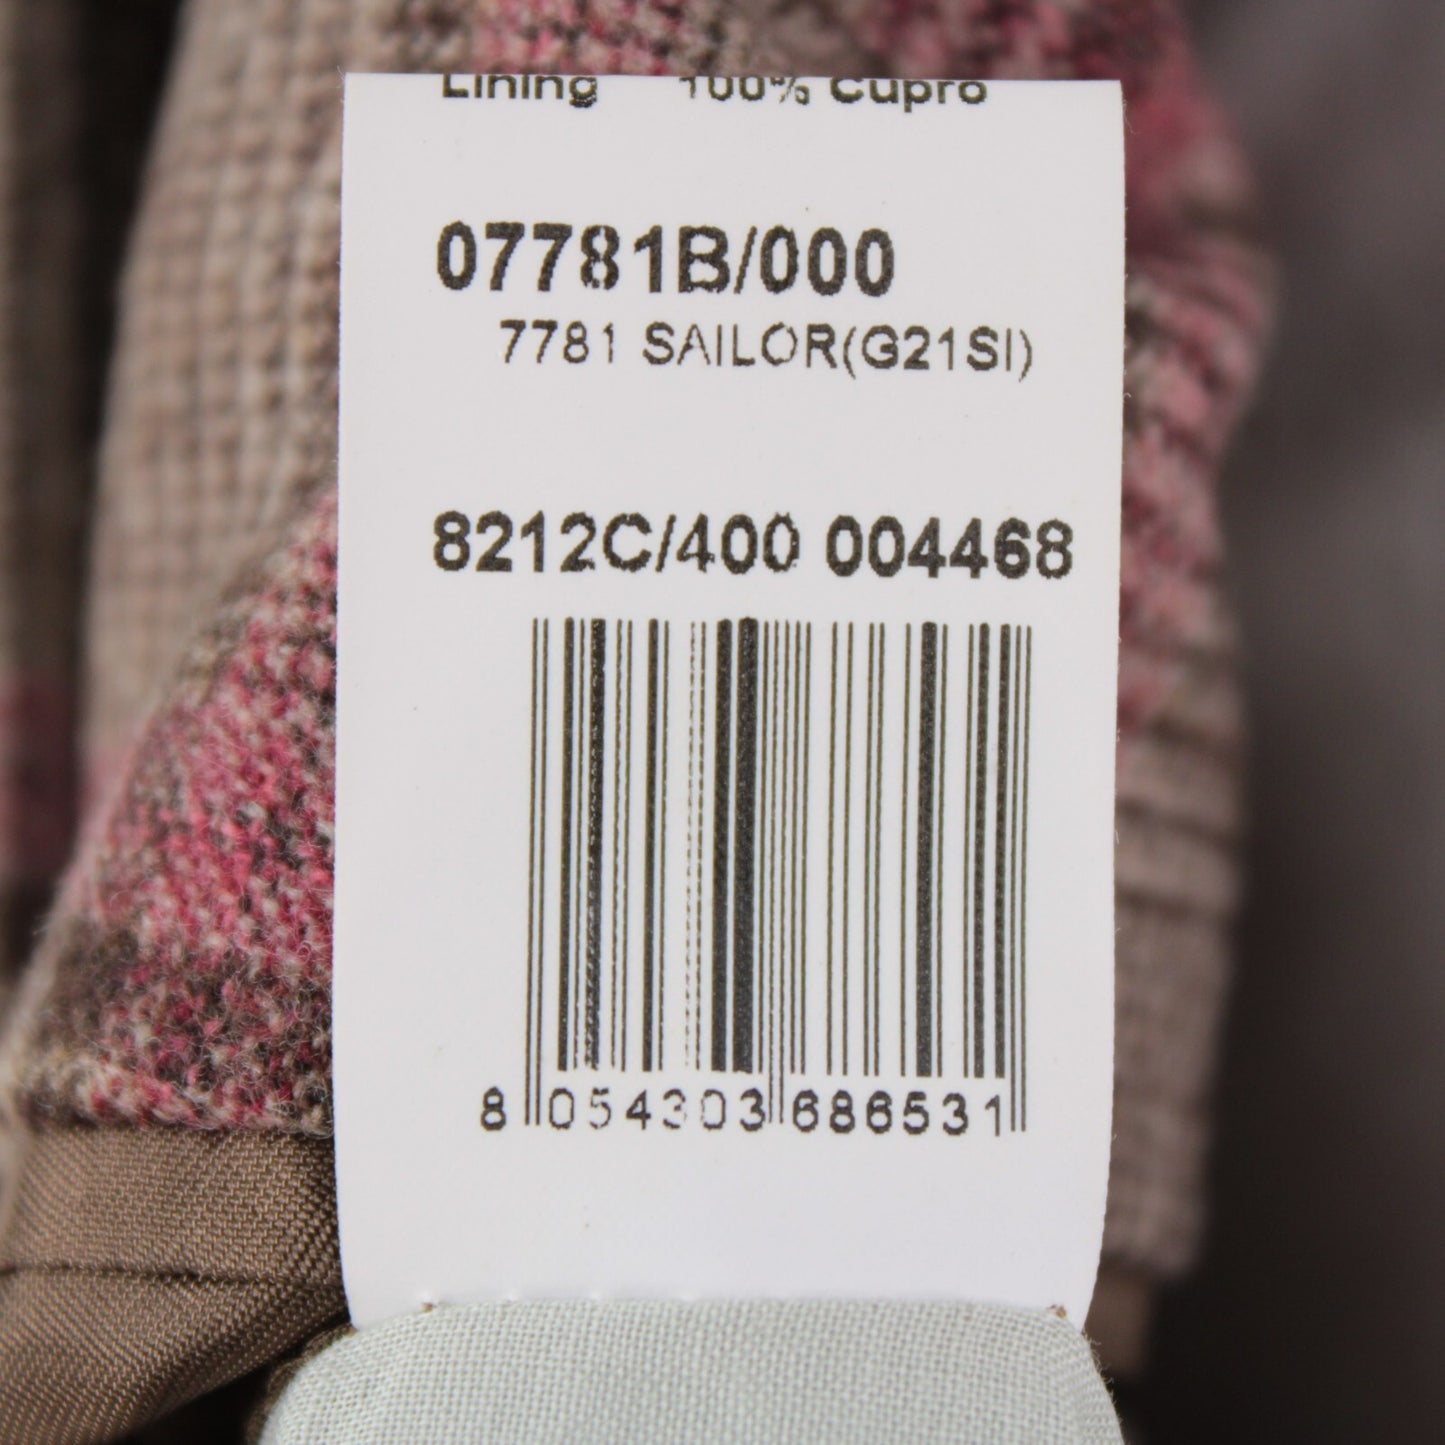 Lining 100% Cupro
07781B/000
7781 SAILOR(G21SI)
8212C/400 004468
8 054303 686531